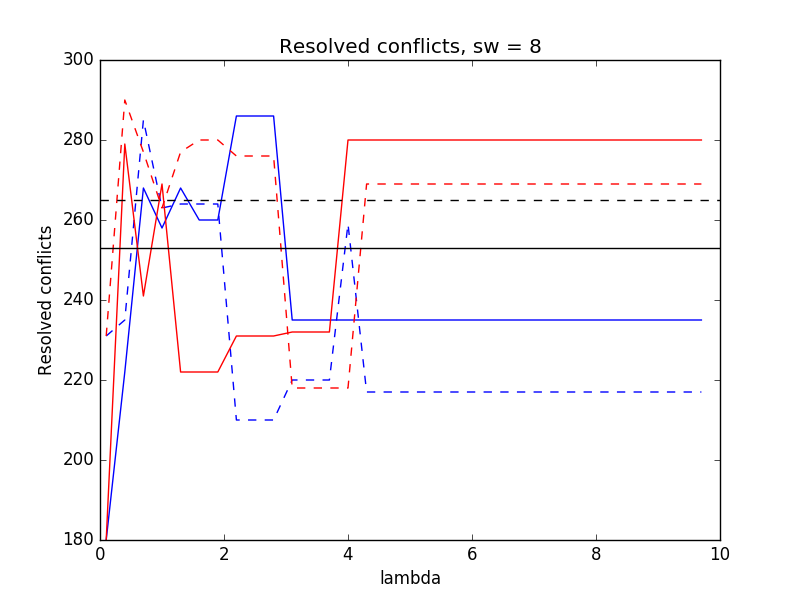 Resolved conflicts, sw = 8
300
280
260
240
220
200
180
Resolved conflicts
0 2 4 6 8 10
lambda